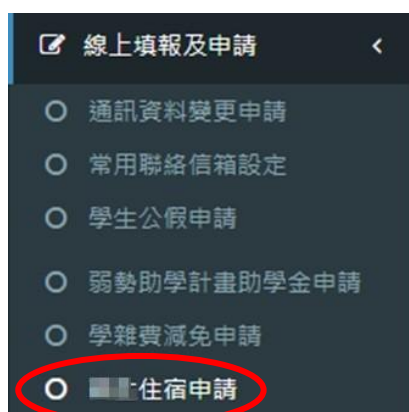 線上填報及申請
通訊資料變更申請
常用聯絡信箱設定
學生公假申請
弱勢助學計畫助學金申請
學雜費減免申請
住宿申請